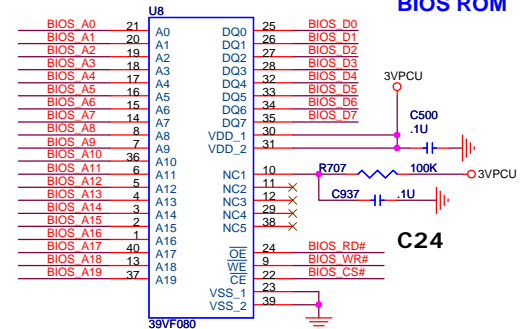 BIOS ROM
U8
BIOS_A0 21 A0 DQ0 25 BIOS_D0
BIOS_A1 20 A1 DQ1 26 BIOS_D1
BIOS_A2 19 A2 DQ2 27 BIOS_D2
BIOS_A3 18 A3 DQ3 28 BIOS_D3
BIOS_A4 17 A4 DQ4 32 BIOS_D4
BIOS_A5 16 A5 DQ5 33 BIOS_D5
BIOS_A6 15 A6 DQ6 34 BIOS_D6
BIOS_A7 14 A7 DQ7 35 BIOS_D7
BIOS_A8 8 A8 VDD_1 30
BIOS_A9 7 A9 VDD_2 31
BIOS_A10 36 A10
BIOS_A11 6 A11 NC1 10
BIOS_A12 5 A12 NC2 11
BIOS_A13 4 A13 NC3 12
BIOS_A14 3 A14 NC4 29
BIOS_A15 2 A15 NC5 38
BIOS_A16 1 A16
BIOS_A17 40 A17 OE 24 BIOS_RD#
BIOS_A18 13 A18 WE 9 BIOS_WR#
BIOS_A19 37 A19 CE 22 BIOS_CS#
VSS_1 23
VSS_2 39
39VF080
3VPCU
C500
.1U
R707 100K 3VPCU
C937 .1U
C24